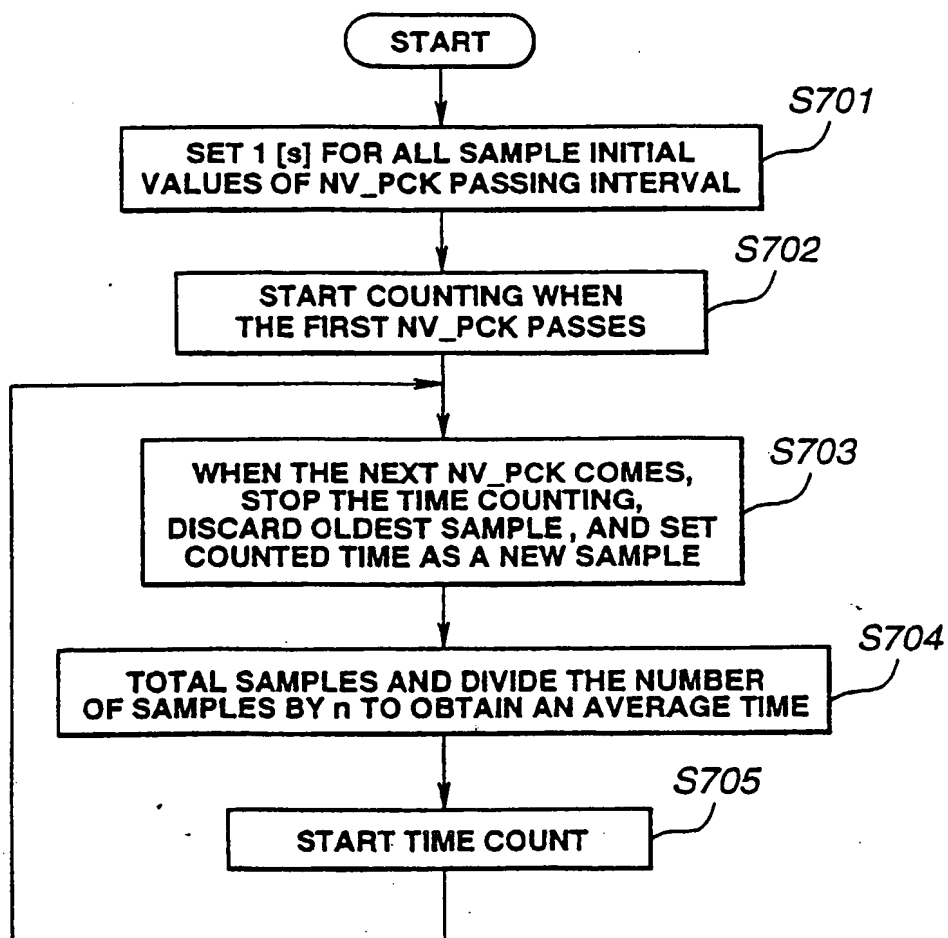 START
S701
SET 1 [s] FOR ALL SAMPLE INITIAL
VALUES OF NV_PCK PASSING INTERVAL
S702
START COUNTING WHEN
THE FIRST NV_PCK PASSES
S703
WHEN THE NEXT NV_PCK COMES,
STOP THE TIME COUNTING,
DISCARD OLDEST SAMPLE, AND SET
COUNTED TIME AS A NEW SAMPLE
S704
TOTAL SAMPLES AND DIVIDE THE NUMBER
OF SAMPLES BY n TO OBTAIN AN AVERAGE TIME
S705
START TIME COUNT